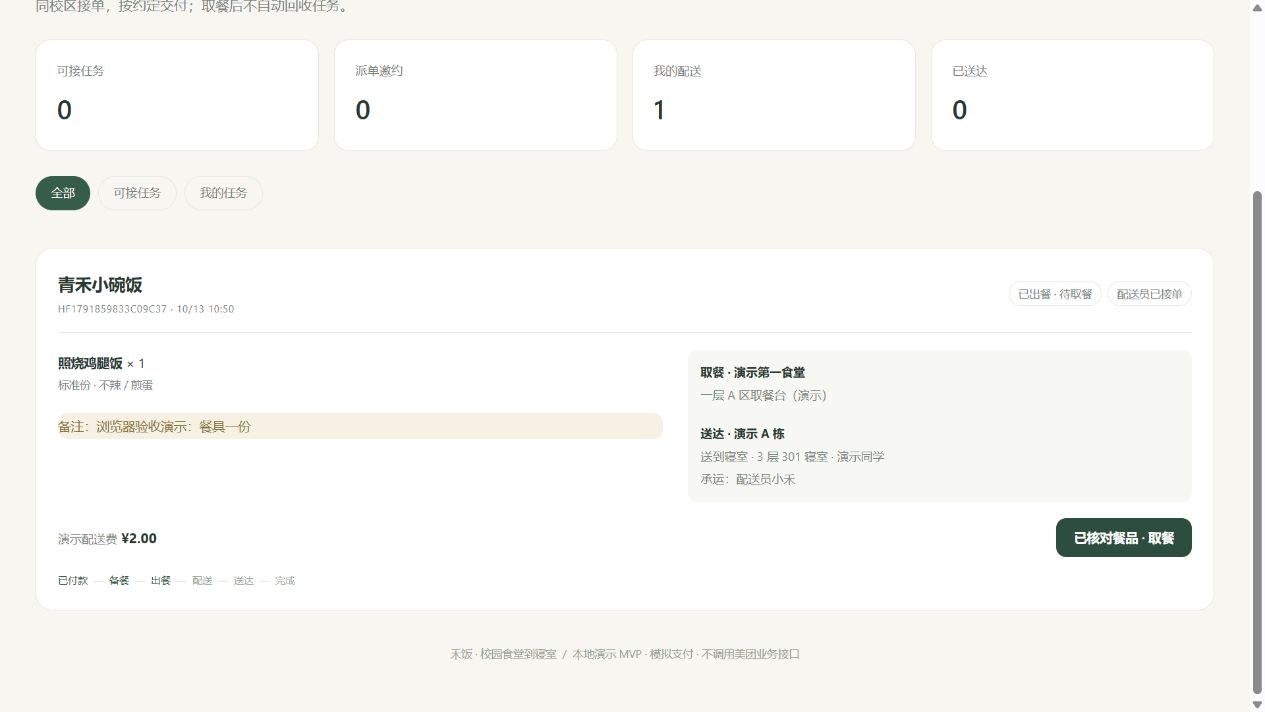 同校区接单，按约定交付；取餐后不自动回收任务。
可接任务
0
派单邀约
0
我的配送
1
已送达
0
全部
可接任务
我的任务
青禾小碗饭
HF1791859833C09C37 · 10/13 10:50
已出餐 · 待取餐
配送员已接单
照烧鸡腿饭 × 1
标准份 · 不辣 / 煎蛋
备注：浏览器验收演示：餐具一份
取餐 · 演示第一食堂
一层 A 区取餐台（演示）
送达 · 演示 A 栋
送到寝室 · 3 层 301 寝室 · 演示同学
承运：配送员小禾
演示配送费 ¥2.00
已核对餐品 · 取餐
已付款 — 备餐 — 出餐 — 配送 — 送达 — 完成
禾饭 · 校园食堂到寝室 / 本地演示 MVP · 模拟支付 · 不调用美团业务接口